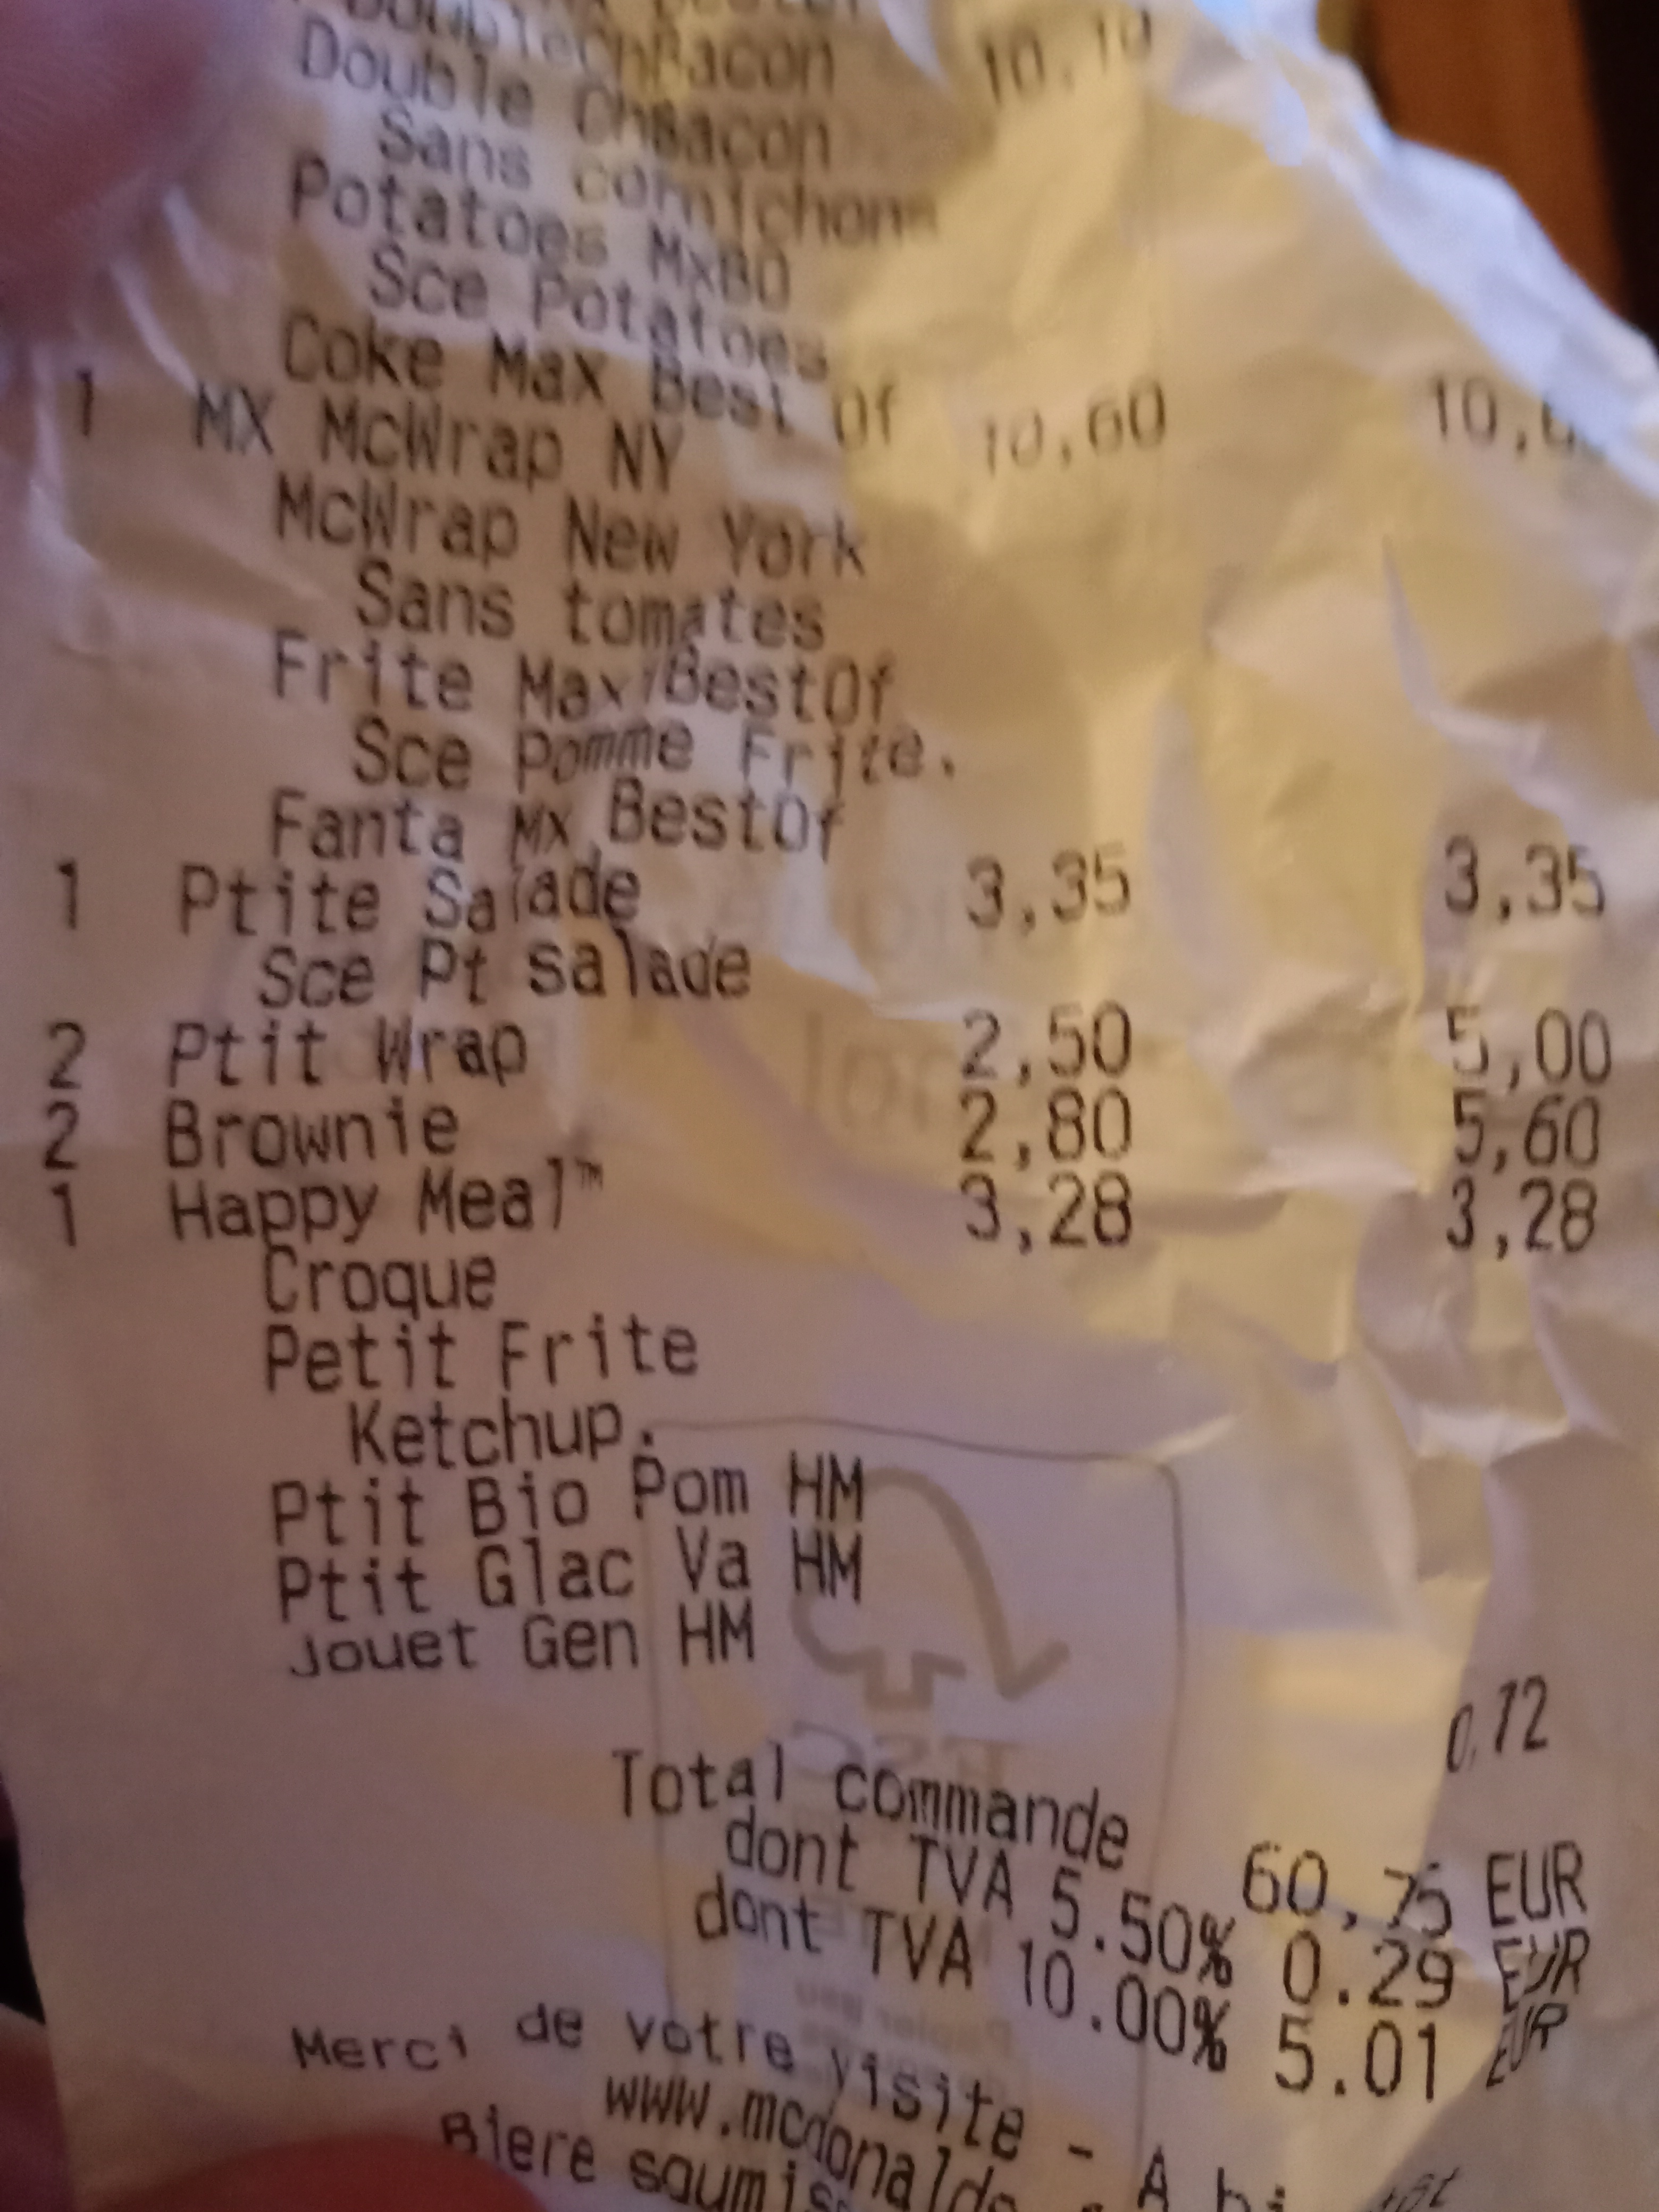 Double ChBacon 10,10
Double ChBacon
Sans cornichons
Potatoes MxBO
Sce Potatoes
Coke Max Best Of
1 MX McWrap NY 10,60
McWrap New York
Sans tomates
Frite Max BestOf
Sce Pomme Frite.
Fanta Mx BestOf
1 Ptite Salade 3,35 3,35
Sce Pt salade
2 Ptit Wrap 2,50 5,00
2 Brownie 2,80 5,60
1 Happy Meal™ 3,28 3,28
Croque
Petit Frite
Ketchup.
Ptit Bio Pom HM
Ptit Glac Va HM
Jouet Gen HM
0,72
Total commande 60,75 EUR
dont TVA 5.50% 0.29 EUR
dont TVA 10.00% 5.01 EUR
Merci de votre visite - A
www.mcdonalds.
Biere
FSC